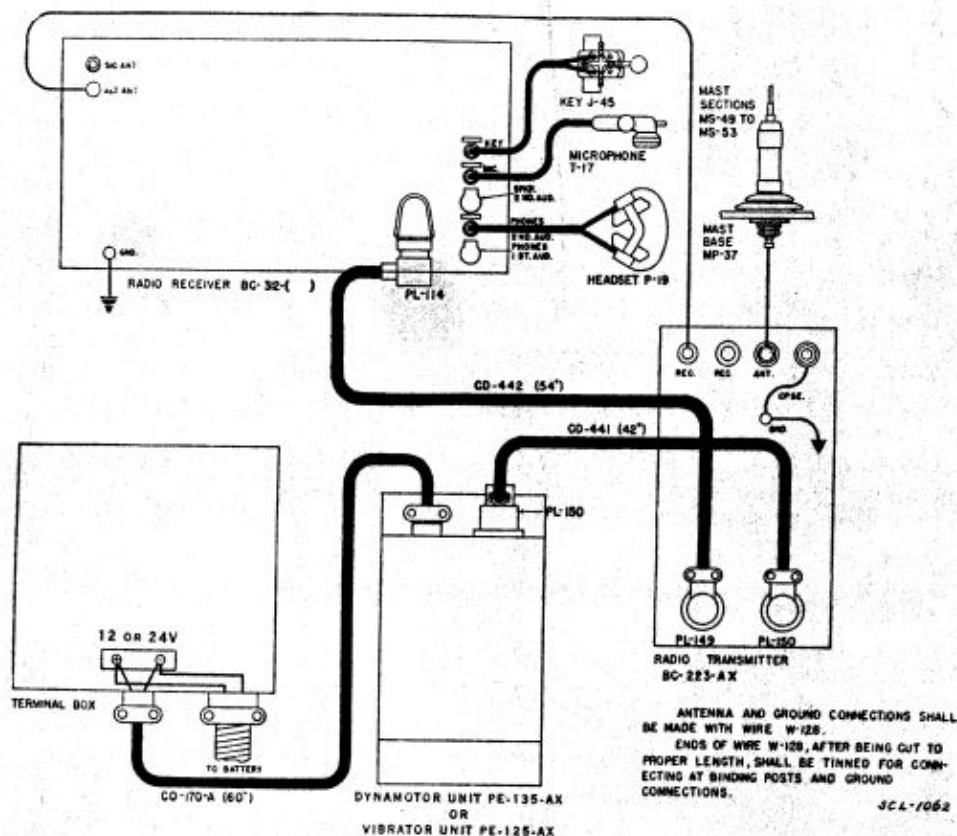 SIG ANT
ALT ANT
KEY J-45
MAST
SECTIONS
MS-49 TO
MS-53
KEY
MIC.
MICROPHONE
T-17
SPKR.
2 ND. AUD.
PHONES
2 ND. AUD.
PHONES
1 ST. AUD.
MAST
BASE
MP-37
HEADSET P-19
GND.
RADIO RECEIVER BC-312-( )
PL-114
REC.
REC.
ANT.
CPSE.
GND
CD-442 (54")
CD-441 (42")
PL-150
12 OR 24V
PL-149
PL-150
RADIO TRANSMITTER
BC-223-AX
TERMINAL BOX
TO BATTERY
CO-170-A (60")
DYNAMOTOR UNIT PE-135-AX
OR
VIBRATOR UNIT PE-125-AX
ANTENNA AND GROUND CONNECTIONS SHALL
BE MADE WITH WIRE W-128.
ENDS OF WIRE W-128, AFTER BEING CUT TO
PROPER LENGTH, SHALL BE TINNED FOR CONN-
ECTING AT BINDING POSTS AND GROUND
CONNECTIONS.
SCL-1062